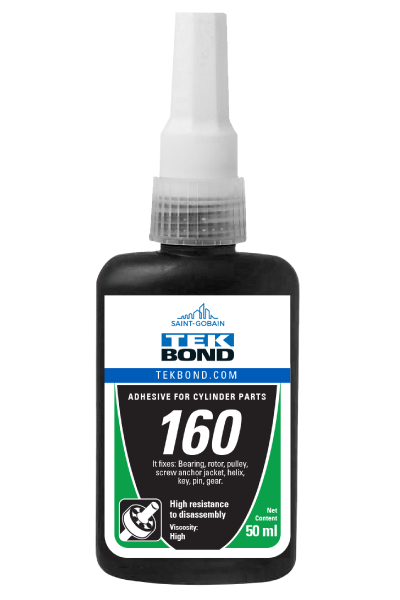 SAINT-GOBAIN
TEK
BOND
TEKBOND.COM
ADHESIVE FOR CYLINDER PARTS
160
It fixes: Bearing, rotor, pulley,
screw anchor jacket, helix,
key, pin, gear.
High resistance
to disassembly
Viscosity:
High
Net
Content
50 ml